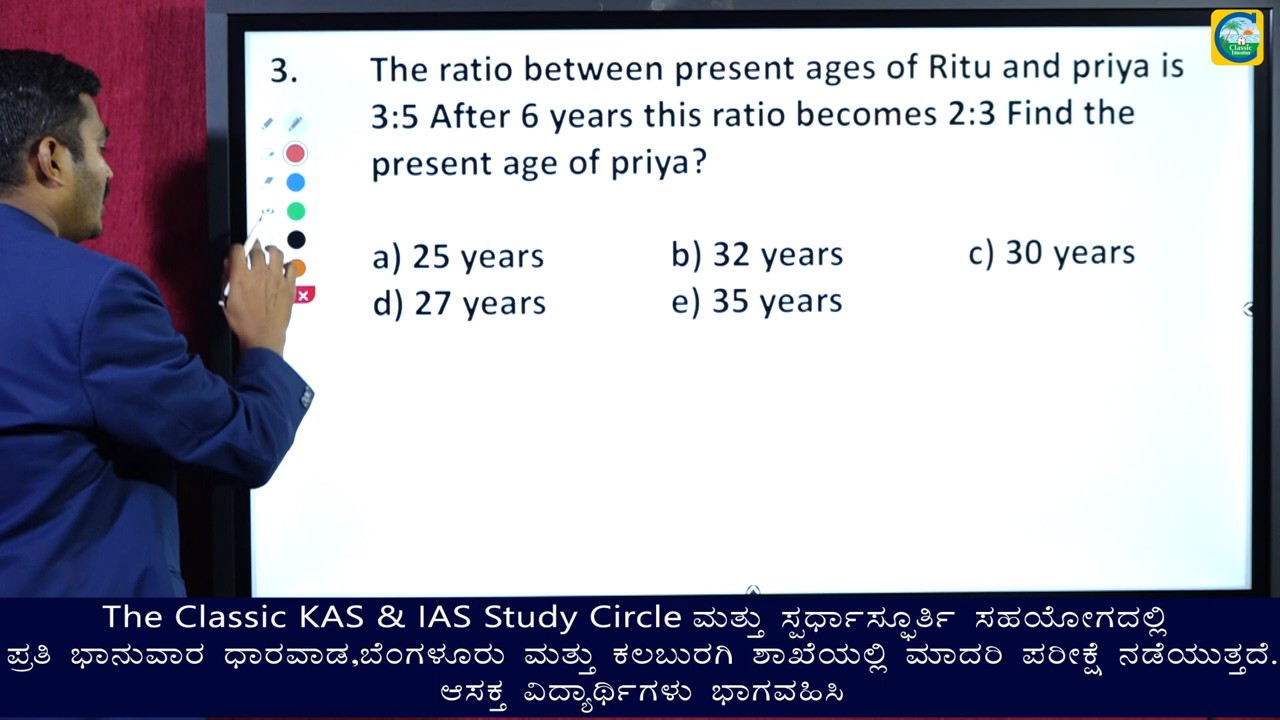 3. The ratio between present ages of Ritu and priya is
3:5 After 6 years this ratio becomes 2:3 Find the
present age of priya?
a) 25 years b) 32 years c) 30 years
d) 27 years e) 35 years
Classic
Education
The Classic KAS & IAS Study Circle ಮತ್ತು ಸ್ಪರ್ಧಾಸ್ಫೂರ್ತಿ ಸಹಯೋಗದಲ್ಲಿ
ಪ್ರತಿ ಭಾನುವಾರ ಧಾರವಾಡ,ಬೆಂಗಳೂರು ಮತ್ತು ಕಲಬುರಗಿ ಶಾಖೆಯಲ್ಲಿ ಮಾದರಿ ಪರೀಕ್ಷೆ ನಡೆಯುತ್ತದೆ.
ಆಸಕ್ತ ವಿದ್ಯಾರ್ಥಿಗಳು ಭಾಗವಹಿಸಿ